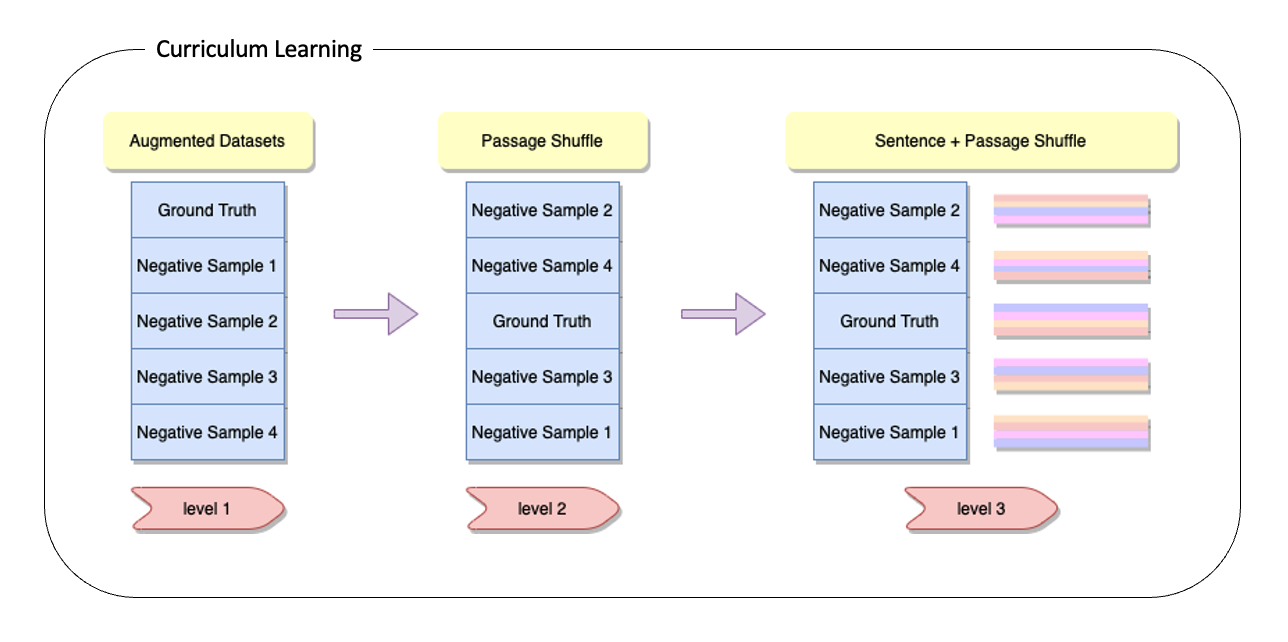 Curriculum Learning
Augmented Datasets
Ground Truth
Negative Sample 1
Negative Sample 2
Negative Sample 3
Negative Sample 4
level 1
Passage Shuffle
Negative Sample 2
Negative Sample 4
Ground Truth
Negative Sample 3
Negative Sample 1
level 2
Sentence + Passage Shuffle
Negative Sample 2
Negative Sample 4
Ground Truth
Negative Sample 3
Negative Sample 1
level 3